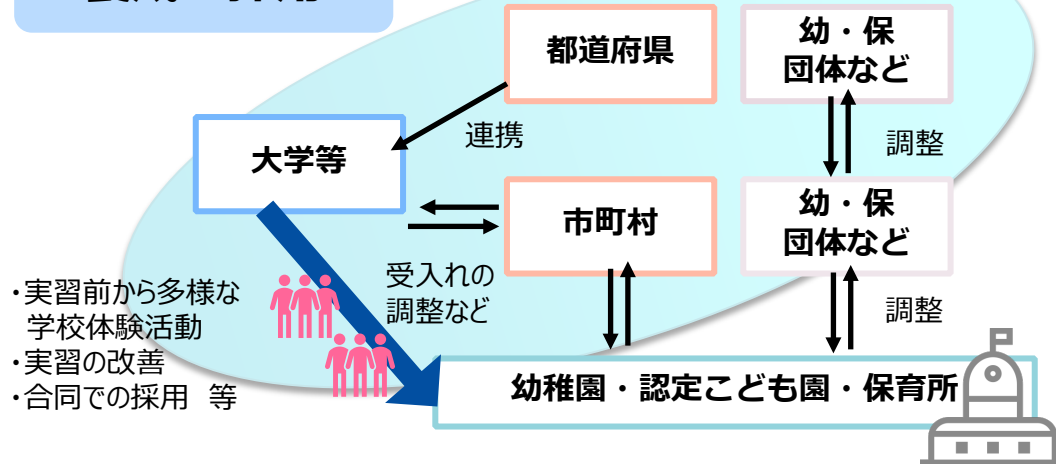 都道府県
幼・保
団体など
連携
調整
大学等
市町村
幼・保
団体など
受入れの
調整など
調整
・実習前から多様な
学校体験活動
・実習の改善
・合同での採用 等
幼稚園・認定こども園・保育所